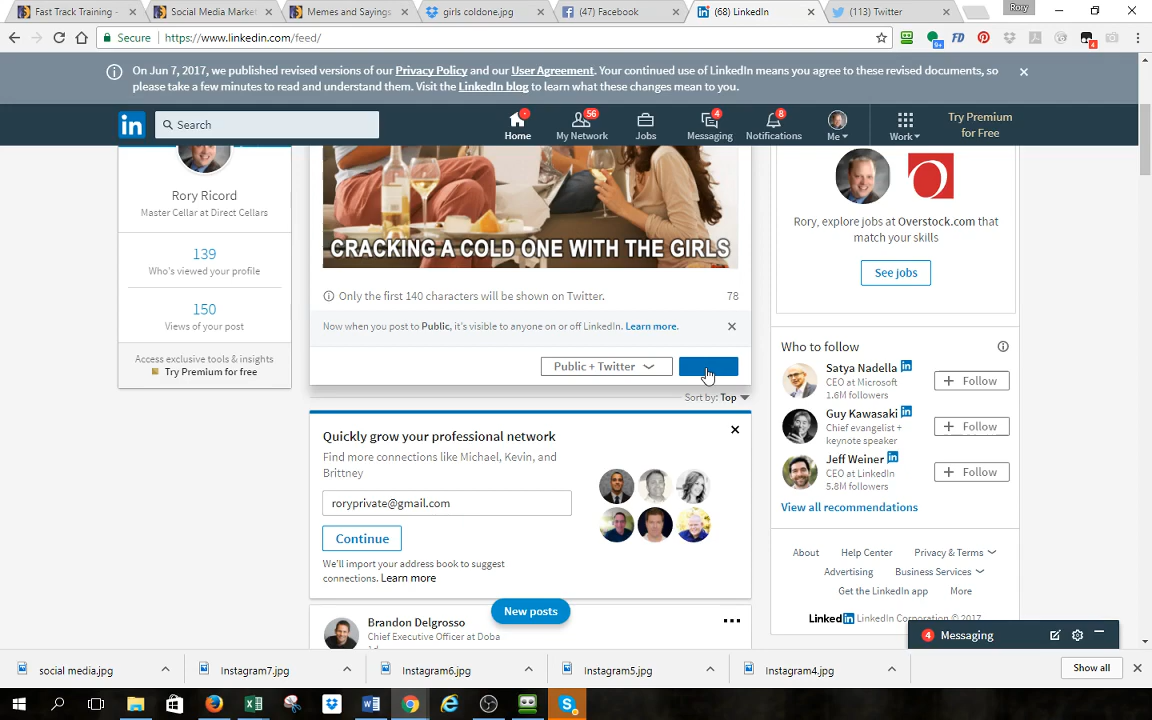 Fast Track Training -
Social Media Market
Memes and Sayings
girls coldone.jpg
(47) Facebook
(68) LinkedIn
(113) Twitter
Rory
Secure
https://www.linkedin.com/feed/
FD
9+
4
On Jun 7, 2017, we published revised versions of our Privacy Policy and our User Agreement. Your continued use of LinkedIn means you agree to these revised documents, so
please take a few minutes to read and understand them. Visit the LinkedIn blog to learn what these changes mean to you.
in
Search
Home
56
My Network
Jobs
4
Messaging
8
Notifications
Me
Work
Try Premium
for Free
Rory Ricord
Master Cellar at Direct Cellars
139
Who's viewed your profile
150
Views of your post
Access exclusive tools & insights
Try Premium for free
CRACKING A COLD ONE WITH THE GIRLS
Only the first 140 characters will be shown on Twitter.
78
Now when you post to Public, it's visible to anyone on or off LinkedIn. Learn more.
Public + Twitter
Sort by: Top
Quickly grow your professional network
Find more connections like Michael, Kevin, and
Brittney
roryprivate@gmail.com
Continue
We'll import your address book to suggest
connections. Learn more
New posts
Brandon Delgrosso
Chief Executive Officer at Doba
1d
Rory, explore jobs at Overstock.com that
match your skills
See jobs
Who to follow
Satya Nadella in
CEO at Microsoft
1.6M followers
+ Follow
Guy Kawasaki in
Chief evangelist +
keynote speaker
+ Follow
Jeff Weiner in
CEO at LinkedIn
5.8M followers
+ Follow
View all recommendations
About
Help Center
Privacy & Terms
Advertising
Business Services
Get the LinkedIn app
More
Linked in LinkedIn Corporation © 2017
4 Messaging
social media.jpg
Instagram7.jpg
Instagram6.jpg
Instagram5.jpg
Instagram4.jpg
Show all